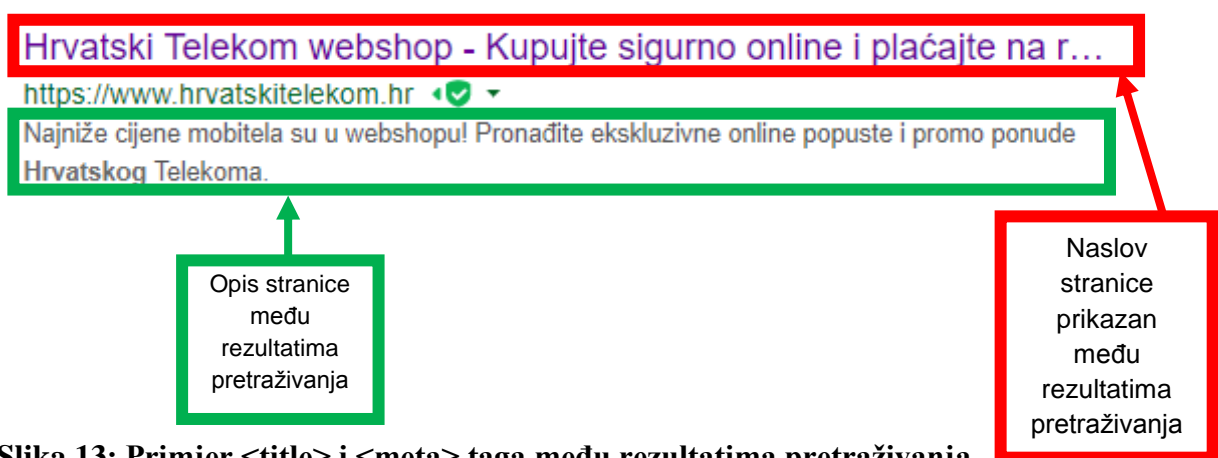 Hrvatski Telekom webshop - Kupujte sigurno online i plaćajte na r...
https://www.hrvatskitelekom.hr
Najniže cijene mobitela su u webshopu! Pronađite ekskluzivne online popuste i promo ponude
Hrvatskog Telekoma.
Opis stranice
među
rezultatima
pretraživanja
Naslov
stranice
prikazan
među
rezultatima
pretraživanja
Slika 13: Primjer <title> i <meta> taga među rezultatima pretraživanja